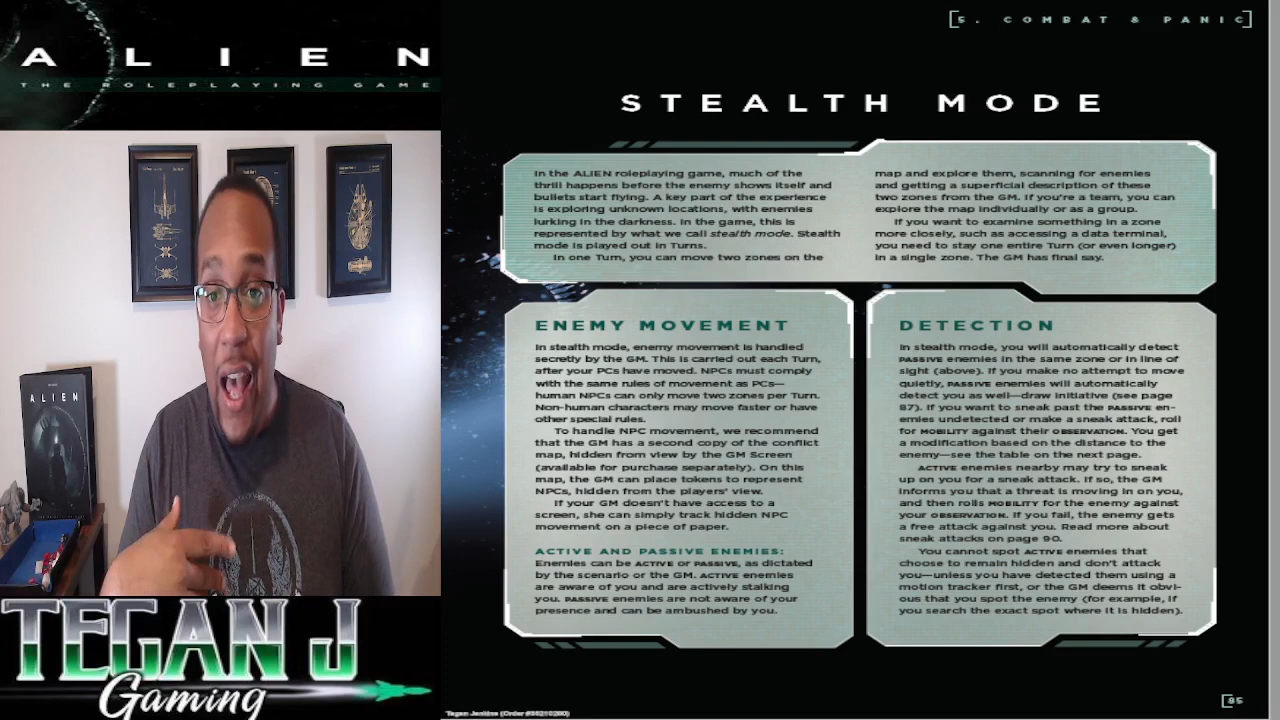 ALIEN
THE ROLEPLAYING GAME
ALIEN
TEGAN J
Gaming
[5. COMBAT & PANIC]
STEALTH MODE
In the ALIEN roleplaying game, much of the
thrill happens before the enemy shows itself and
bullets start flying. A key part of the experience
is exploring unknown locations, with enemies
lurking in the darkness. In the game, this is
represented by what we call stealth mode. Stealth
mode is played out in Turns.
In one Turn, you can move two zones on the
map and explore them, scanning for enemies
and getting a superficial description of these
two zones from the GM. If you're a team, you can
explore the map individually or as a group.
If you want to examine something in a zone
more closely, such as accessing a data terminal,
you need to stay one entire Turn (or even longer)
in a single zone. The GM has final say.
ENEMY MOVEMENT
In stealth mode, enemy movement is handled
secretly by the GM. This is carried out each Turn,
after your PCs have moved. NPCs must comply
with the same rules of movement as PCs—
human NPCs can only move two zones per Turn.
Non-human characters may move faster or have
other special rules.
To handle NPC movement, we recommend
that the GM has a second copy of the conflict
map, hidden from view by the GM Screen
(available for purchase separately). On this
map, the GM can place tokens to represent
NPCs, hidden from the players' view.
If your GM doesn't have access to a
screen, she can simply track hidden NPC
movement on a piece of paper.
ACTIVE AND PASSIVE ENEMIES:
Enemies can be ACTIVE or PASSIVE, as dictated
by the scenario or the GM. ACTIVE enemies
are aware of you and are actively stalking
you. PASSIVE enemies are not aware of your
presence and can be ambushed by you.
DETECTION
In stealth mode, you will automatically detect
PASSIVE enemies in the same zone or in line of
sight (above). If you make no attempt to move
quietly, PASSIVE enemies will automatically
detect you as well—draw initiative (see page
87). If you want to sneak past the PASSIVE en-
emies undetected or make a sneak attack, roll
for MOBILITY against their OBSERVATION. You get
a modification based on the distance to the
enemy—see the table on the next page.
ACTIVE enemies nearby may try to sneak
up on you for a sneak attack. If so, the GM
informs you that a threat is moving in on you,
and then rolls MOBILITY for the enemy against
your OBSERVATION. If you fail, the enemy gets
a free attack against you. Read more about
sneak attacks on page 90.
You cannot spot ACTIVE enemies that
choose to remain hidden and don't attack
you—unless you have detected them using a
motion tracker first, or the GM deems it obvi-
ous that you spot the enemy (for example, if
you search the exact spot where it is hidden).
Tegan Jenkins (Order #35210260)